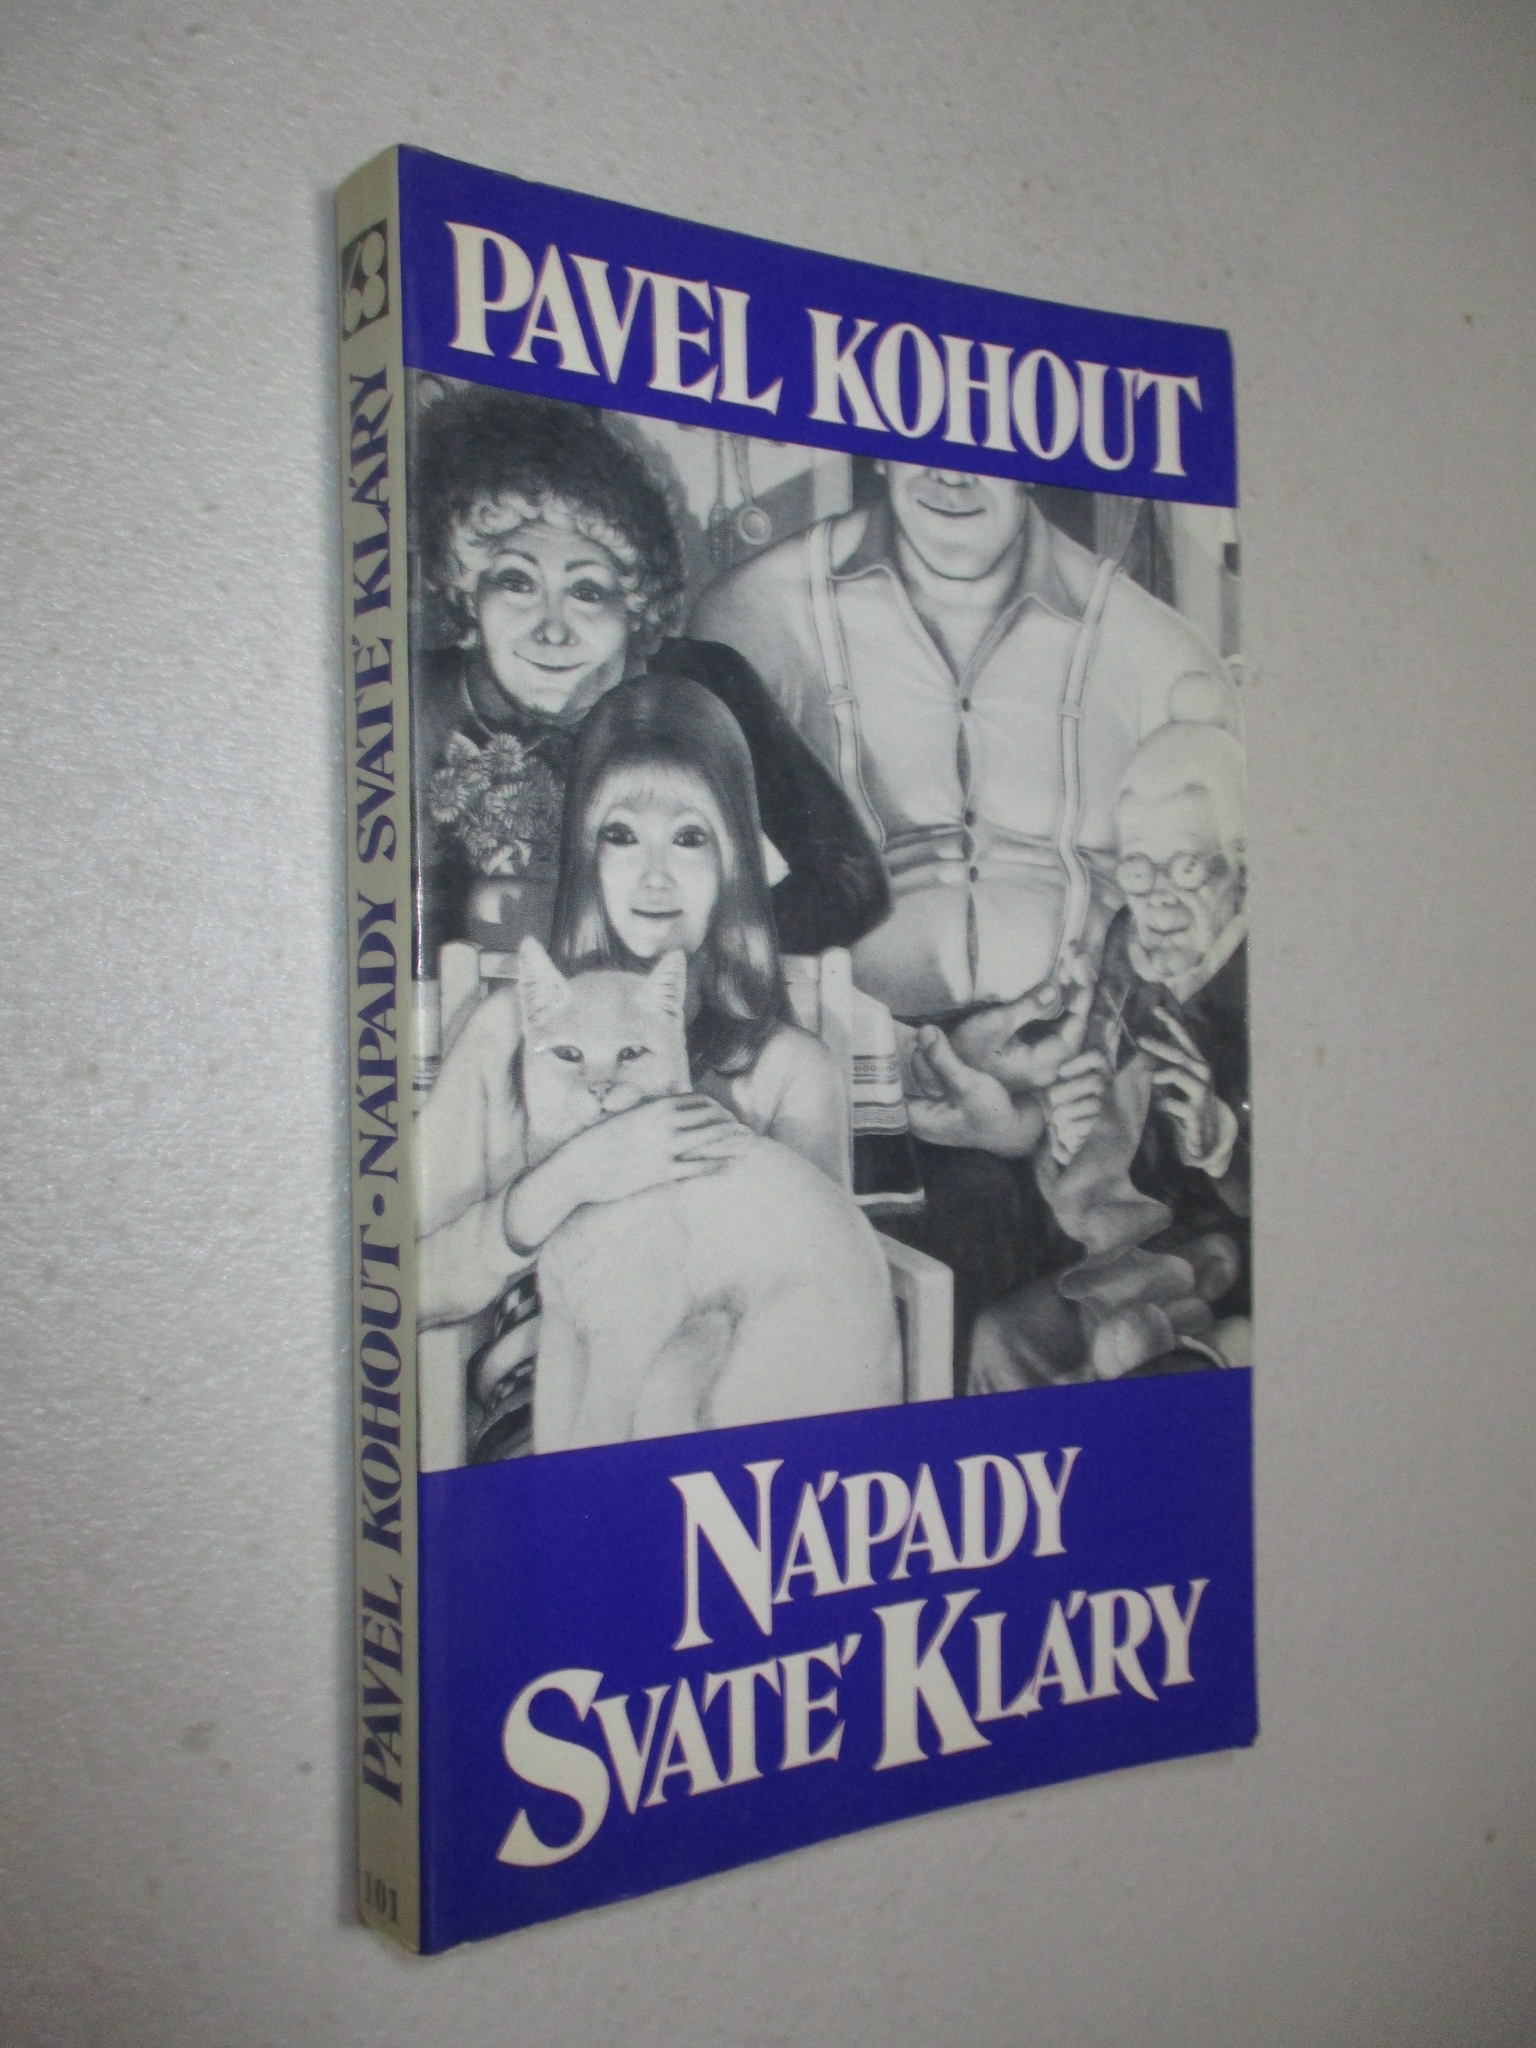 PAVEL KOHOUT
NÁPADY
SVATÉ KLÁRY
PAVEL KOHOUT · NÁPADY SVATÉ KLÁRY
101